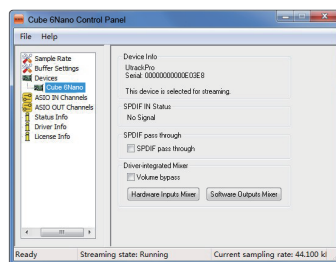 Cube 6Nano Control Panel
File Help
Sample Rate
Buffer Settings
Devices
Cube 6Nano
ASIO IN Channels
ASIO OUT Channels
Status Info
Driver Info
License Info
Device Info
UtrackPro
Serial: 00000000000E03E8
This device is selected for streaming.
SPDIF IN Status
No Signal
SPDIF pass through
SPDIF pass through
Driver-integrated Mixer
Volume bypass
Hardware Inputs Mixer Software Outputs Mixer
Ready Streaming state: Running Current sampling rate: 44.100 kl